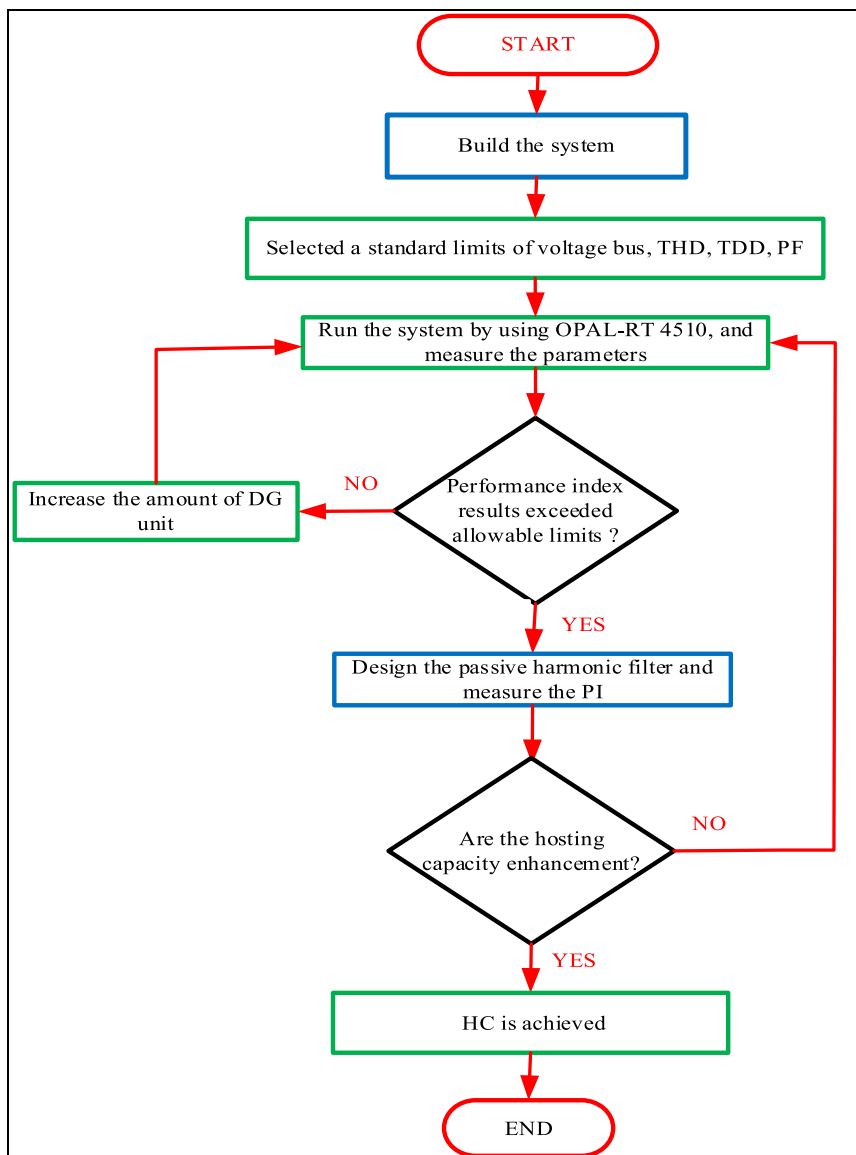 START
Build the system
Selected a standard limits of voltage bus, THD, TDD, PF
Run the system by using OPAL-RT 4510, and
measure the parameters
NO
Increase the amount of DG
unit
Performance index
results exceeded
allowable limits ?
YES
Design the passive harmonic filter and
measure the PI
NO
Are the hosting
capacity enhancement?
YES
HC is achieved
END